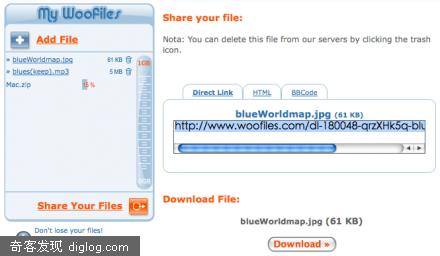 My WooFiles
Add File
» blueWorldmap.jpg 61 KB
» blues(keep).mp3 5 MB
Mac.zip
1GB
0GB
Share Your Files
Don't lose your files!
奇客发现 diglog.com
Share your file:
Nota: You can delete this file from our servers by clicking the trash
icon.
Direct Link HTML BBCode
blueWorldmap.jpg (61 KB)
http://www.woofiles.com/dl-180048-qrzXHk5q-blu
Download File:
blueWorldmap.jpg (61 KB)
Download »